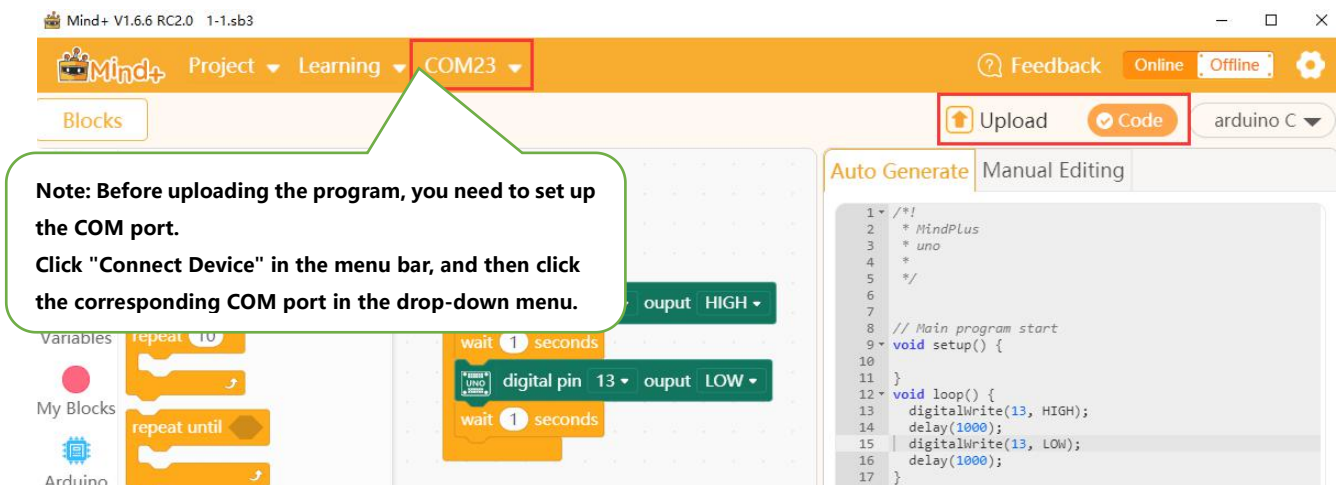 Mind+ V1.6.6 RC2.0 1-1.sb3
Mind+ Project Learning COM23 Feedback Online Offline
Blocks Upload Code arduino C
Note: Before uploading the program, you need to set up
the COM port.
Click "Connect Device" in the menu bar, and then click
the corresponding COM port in the drop-down menu.
Variables
My Blocks
Arduino
repeat 10
repeat until
ouput HIGH
wait 1 seconds
UNO digital pin 13 ouput LOW
wait 1 seconds
Auto Generate Manual Editing
1 /*!
2 * MindPlus
3 * uno
4 *
5 */
6
7
8 // Main program start
9 void setup() {
10
11 }
12 void loop() {
13 digitalWrite(13, HIGH);
14 delay(1000);
15 digitalWrite(13, LOW);
16 delay(1000);
17 }